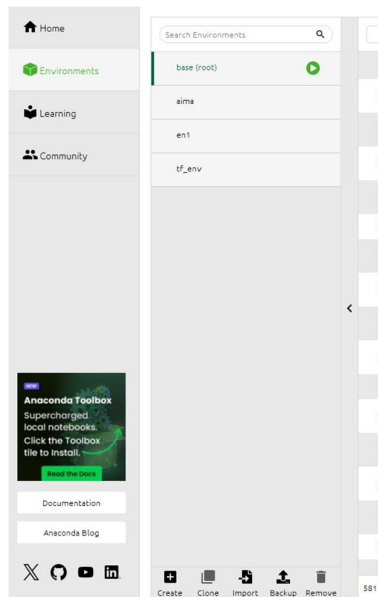 Home
Environments
Learning
Community
NEW
Anaconda Toolbox
Supercharged
local notebooks.
Click the Toolbox
tile to install.
Read the Docs
Documentation
Anaconda Blog
Search Environments
base (root)
aima
en1
tf_env
Create Clone Import Backup Remove
581